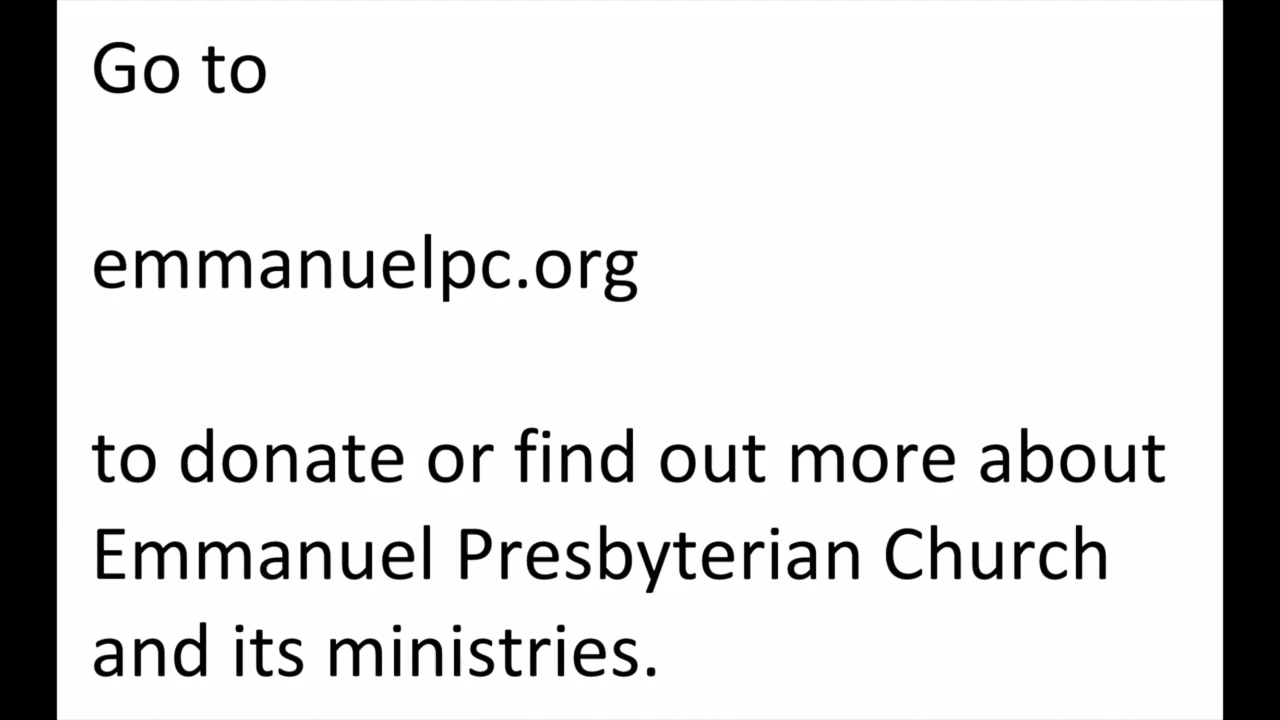 Go to
emmanuelpc.org
to donate or find out more about
Emmanuel Presbyterian Church
and its ministries.